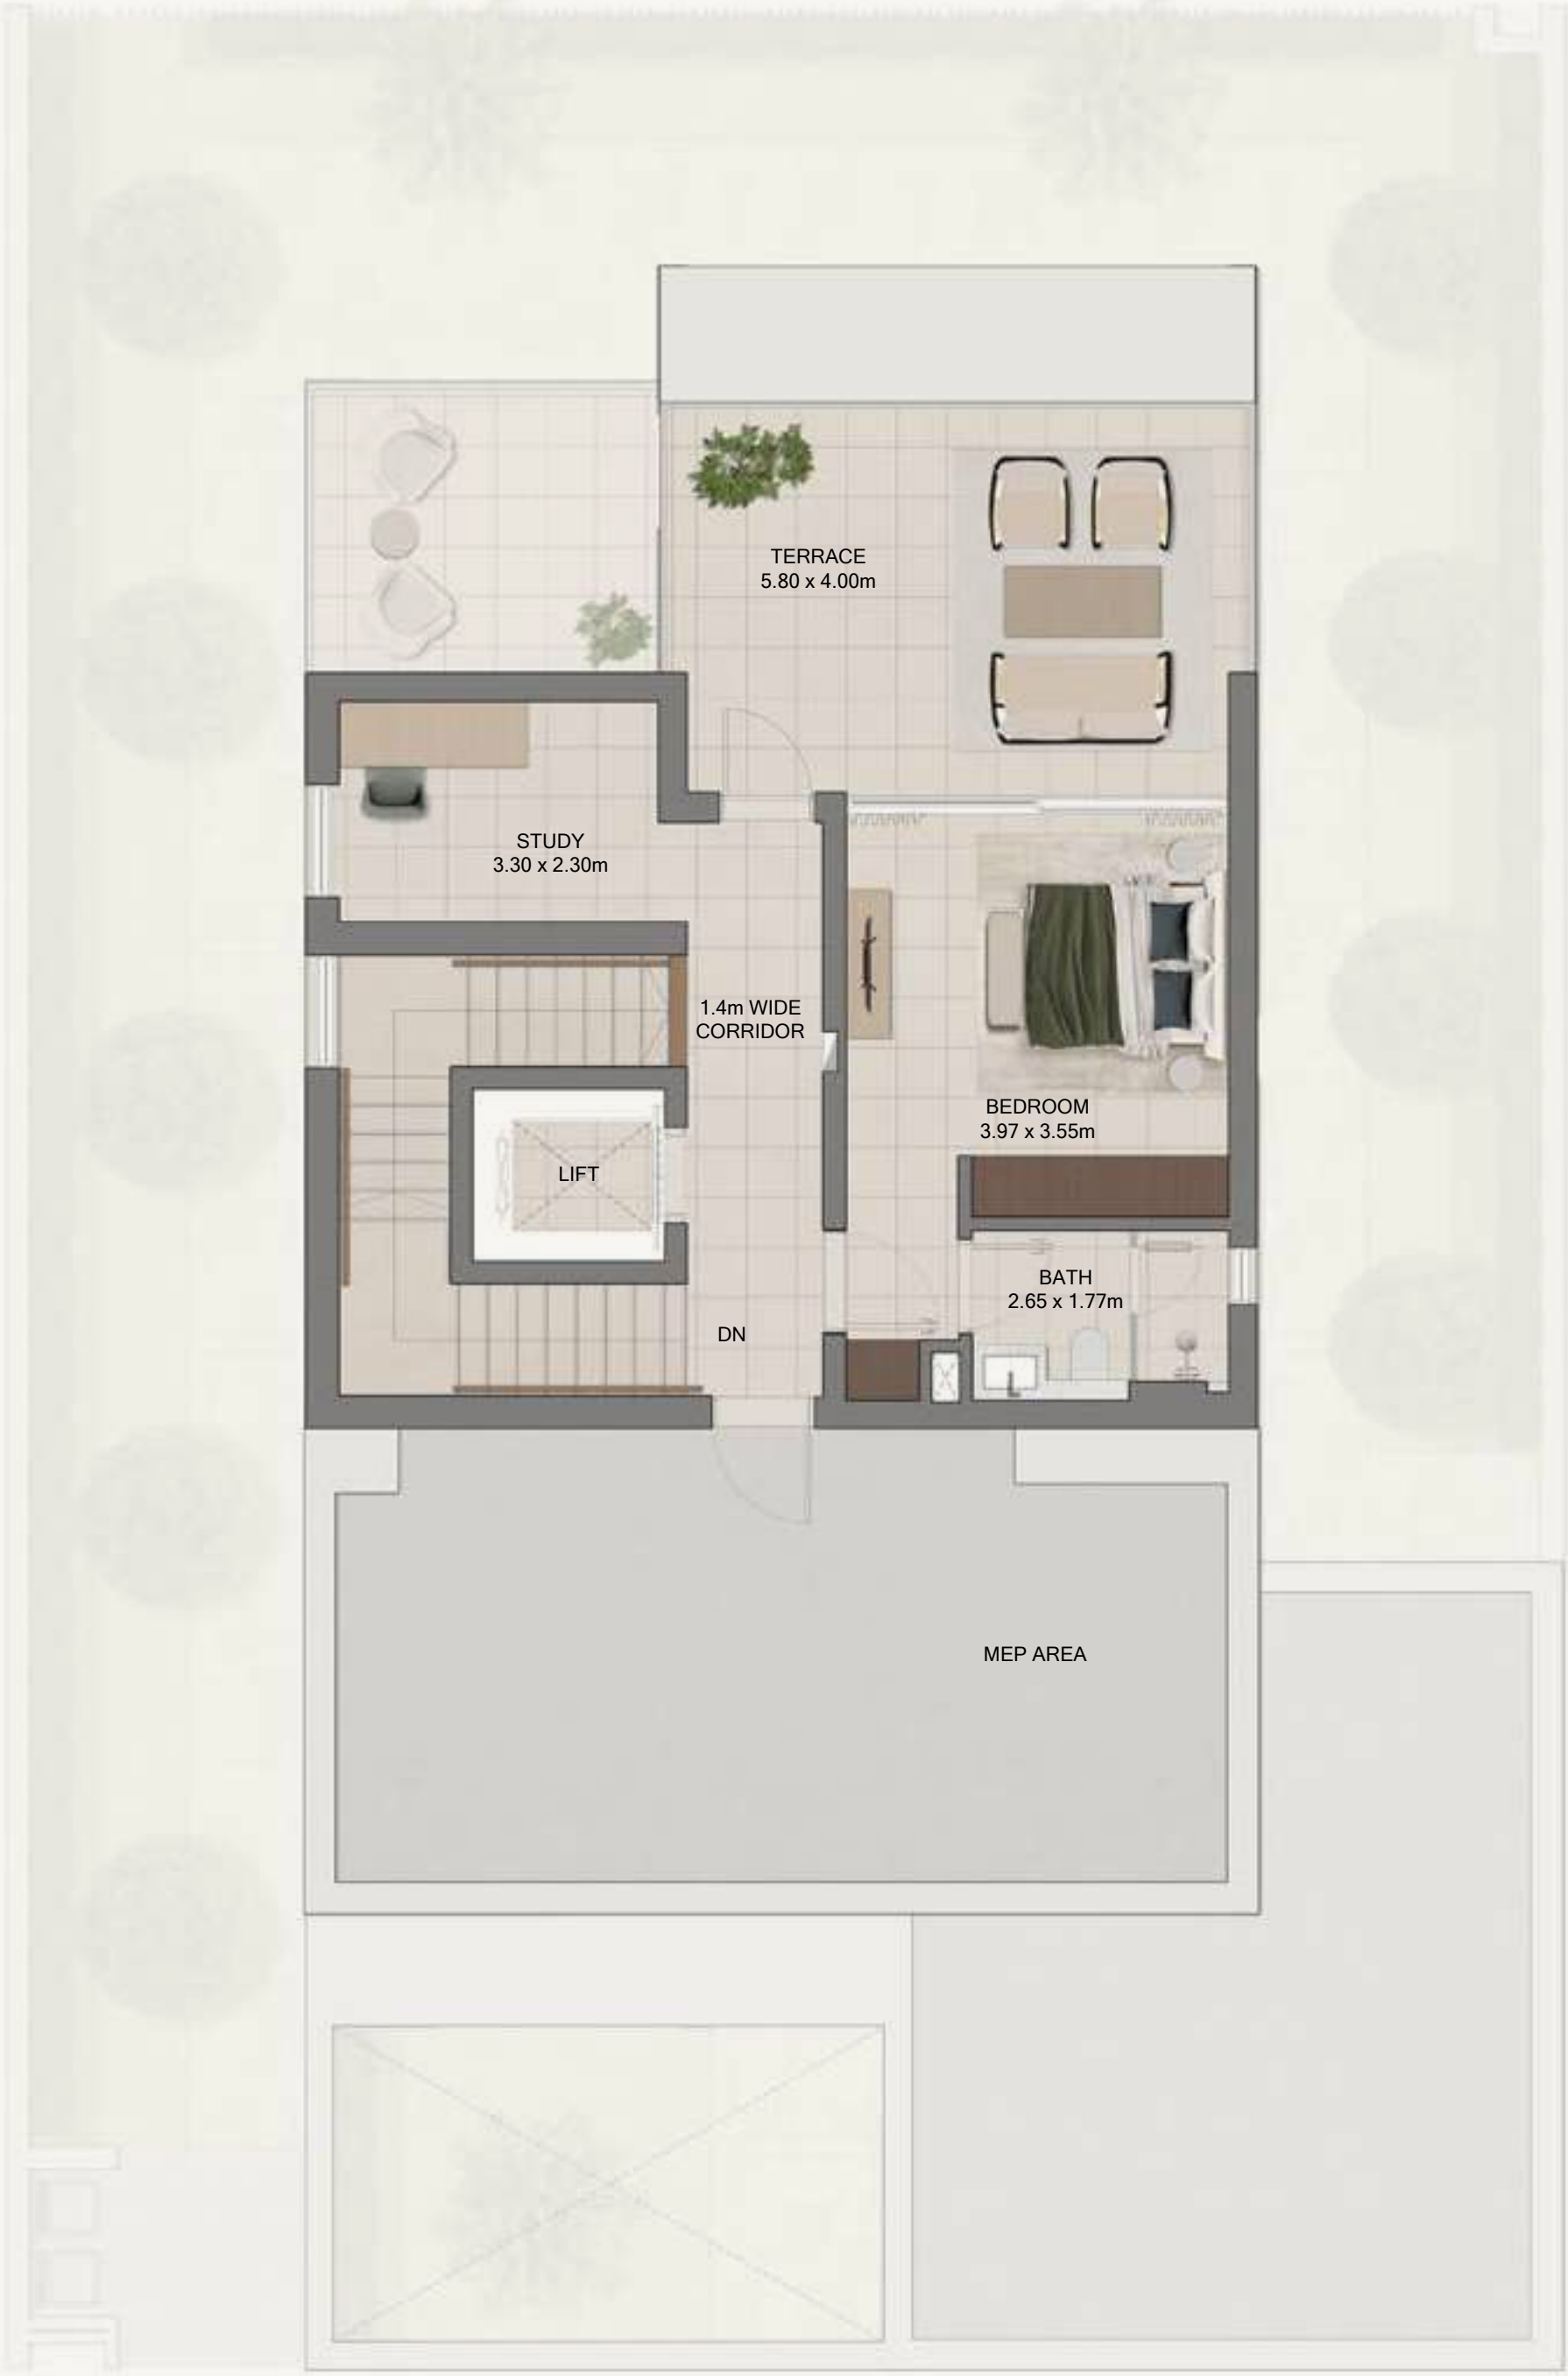 TERRACE
5.80 x 4.00m
STUDY
3.30 x 2.30m
1.4m WIDE
CORRIDOR
BEDROOM
3.97 x 3.55m
LIFT
BATH
2.65 x 1.77m
DN
MEP AREA